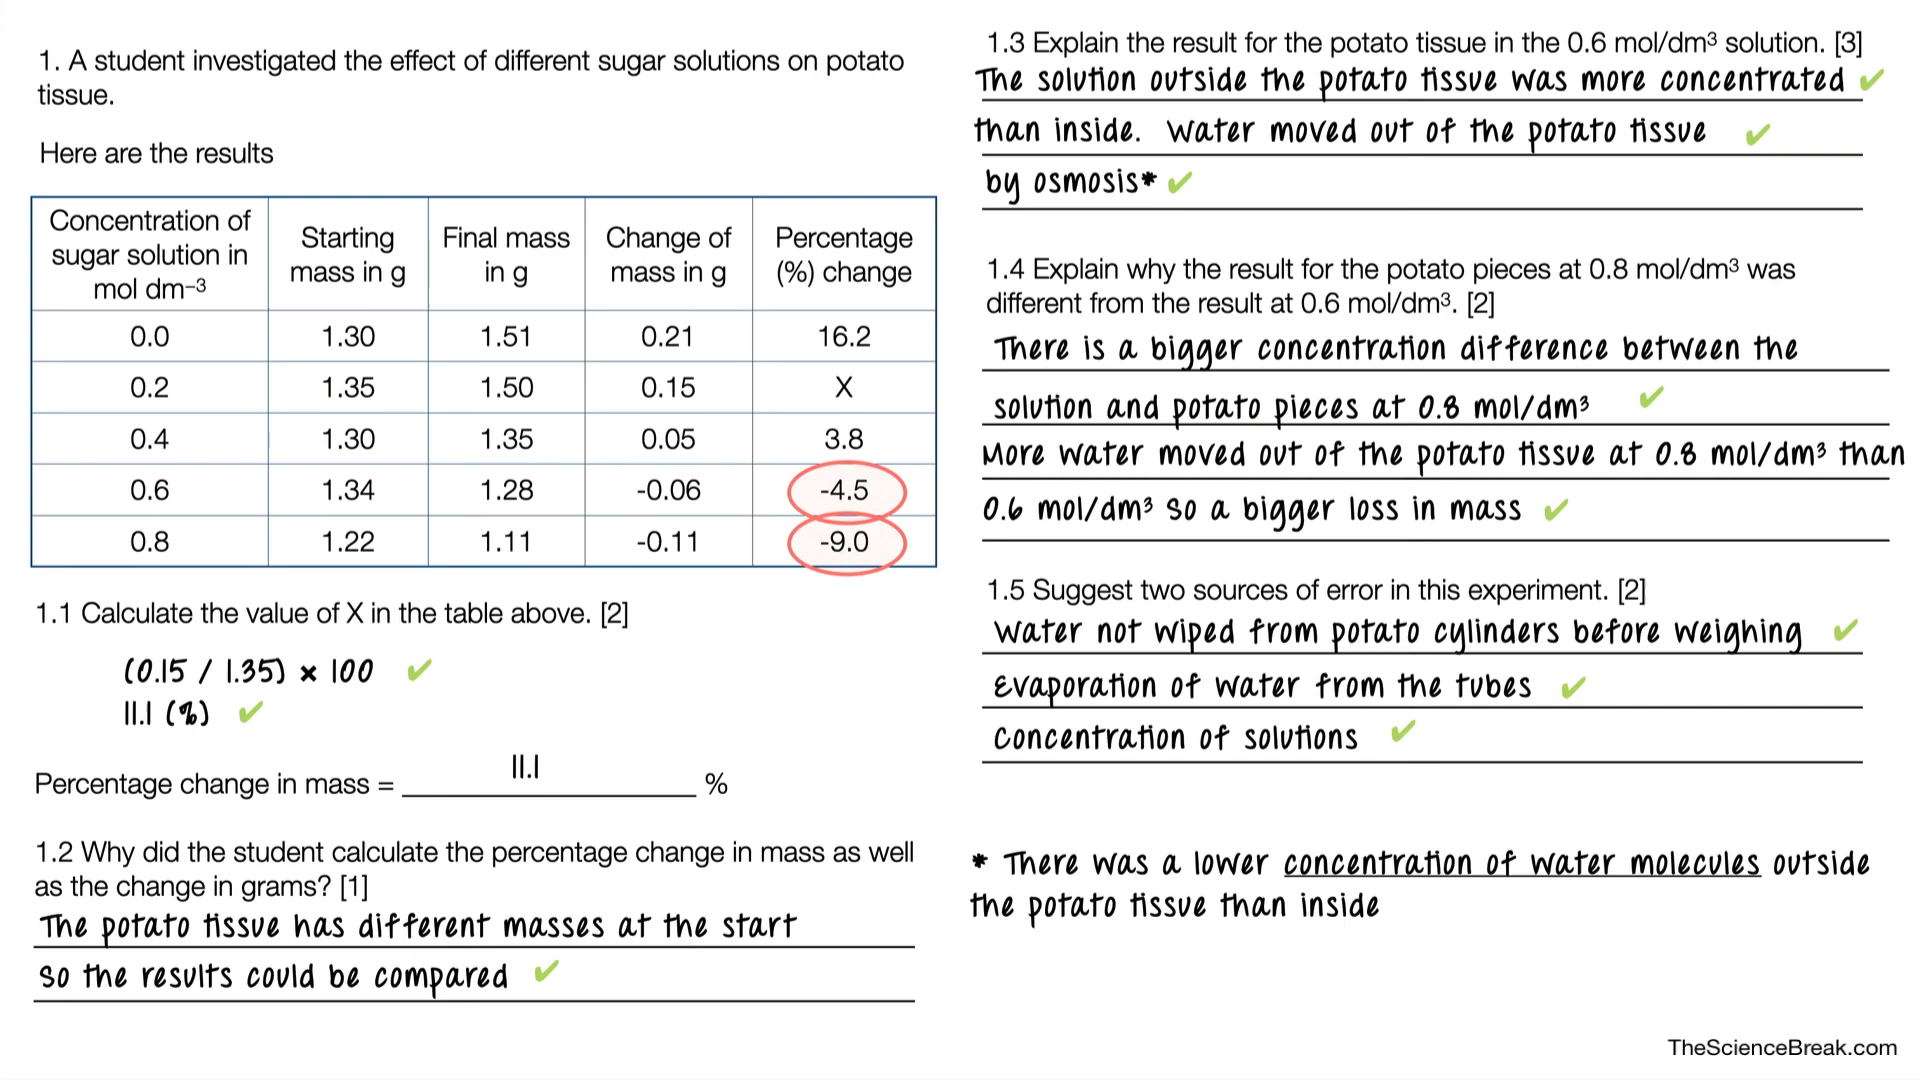 1. A student investigated the effect of different sugar solutions on potato
tissue.
Here are the results
Concentration of sugar solution in mol dm⁻³ | Starting mass in g | Final mass in g | Change of mass in g | Percentage (%) change
0.0 | 1.30 | 1.51 | 0.21 | 16.2
0.2 | 1.35 | 1.50 | 0.15 | X
0.4 | 1.30 | 1.35 | 0.05 | 3.8
0.6 | 1.34 | 1.28 | -0.06 | -4.5
0.8 | 1.22 | 1.11 | -0.11 | -9.0
1.1 Calculate the value of X in the table above. [2]
(0.15 / 1.35) × 100 ✓
11.1 (%) ✓
Percentage change in mass = 11.1 %
1.2 Why did the student calculate the percentage change in mass as well
as the change in grams? [1]
The potato tissue has different masses at the start
so the results could be compared ✓
1.3 Explain the result for the potato tissue in the 0.6 mol/dm³ solution. [3]
The solution outside the potato tissue was more concentrated ✓
than inside. Water moved out of the potato tissue ✓
by osmosis* ✓
1.4 Explain why the result for the potato pieces at 0.8 mol/dm³ was
different from the result at 0.6 mol/dm³. [2]
There is a bigger concentration difference between the
solution and potato pieces at 0.8 mol/dm³ ✓
More water moved out of the potato tissue at 0.8 mol/dm³ than
0.6 mol/dm³ so a bigger loss in mass ✓
1.5 Suggest two sources of error in this experiment. [2]
Water not wiped from potato cylinders before weighing ✓
Evaporation of water from the tubes ✓
Concentration of solutions ✓
* There was a lower concentration of water molecules outside
the potato tissue than inside
TheScienceBreak.com